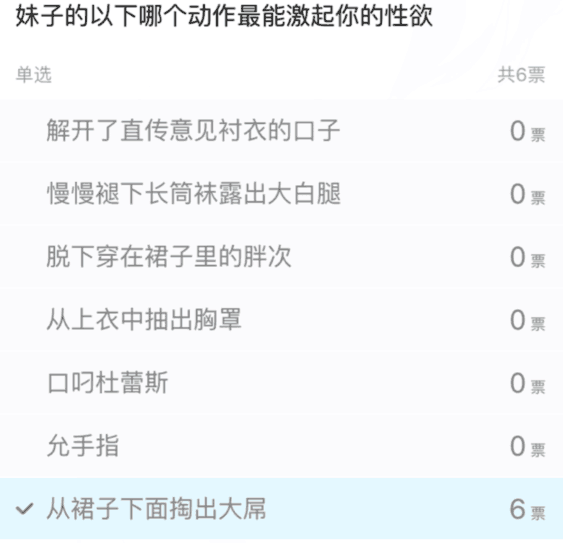 妹子的以下哪个动作最能激起你的性欲
单选 共6票
解开了直传意见衬衣的口子 0票
慢慢褪下长筒袜露出大白腿 0票
脱下穿在裙子里的胖次 0票
从上衣中抽出胸罩 0票
口叼杜蕾斯 0票
允手指 0票
从裙子下面掏出大屌 6票